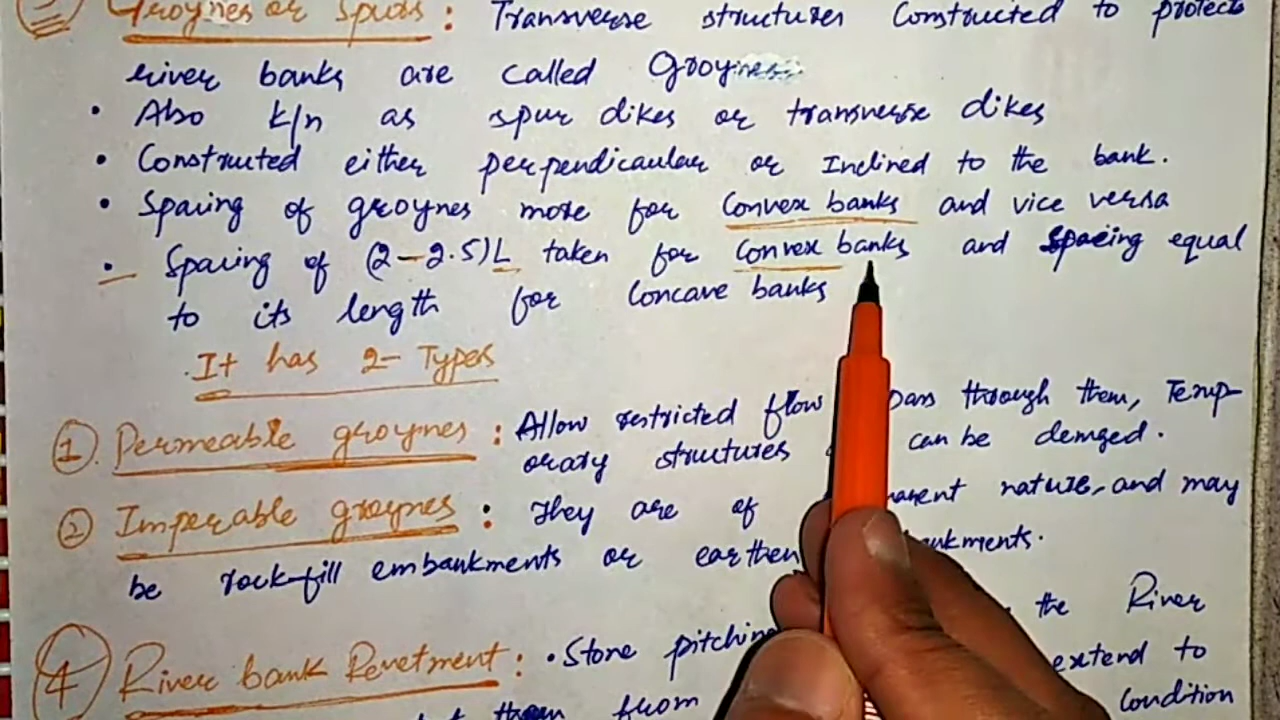 Groynes or Spurs : Transverse structures Constructed to protects
river banks are called Groynes
• Also k/n as spur dikes or transverse dikes
• Constructed either perpendicaular or Inclined to the bank.
• Spacing of groynes more for Convex banks and vice versa
• Spacing of (2-2.5)L taken for Convex banks and Spacing equal
to its length for Concave banks
It has 2- Types
① Permeable groynes : Allow restricted flow pass through them, Temp-
orary structures can be demged.
② Imperable groynes : They are of nature, and may
be rock-fill embankments or earthen
④ River bank Revetment : • Stone pitching the River
extend to
from condition